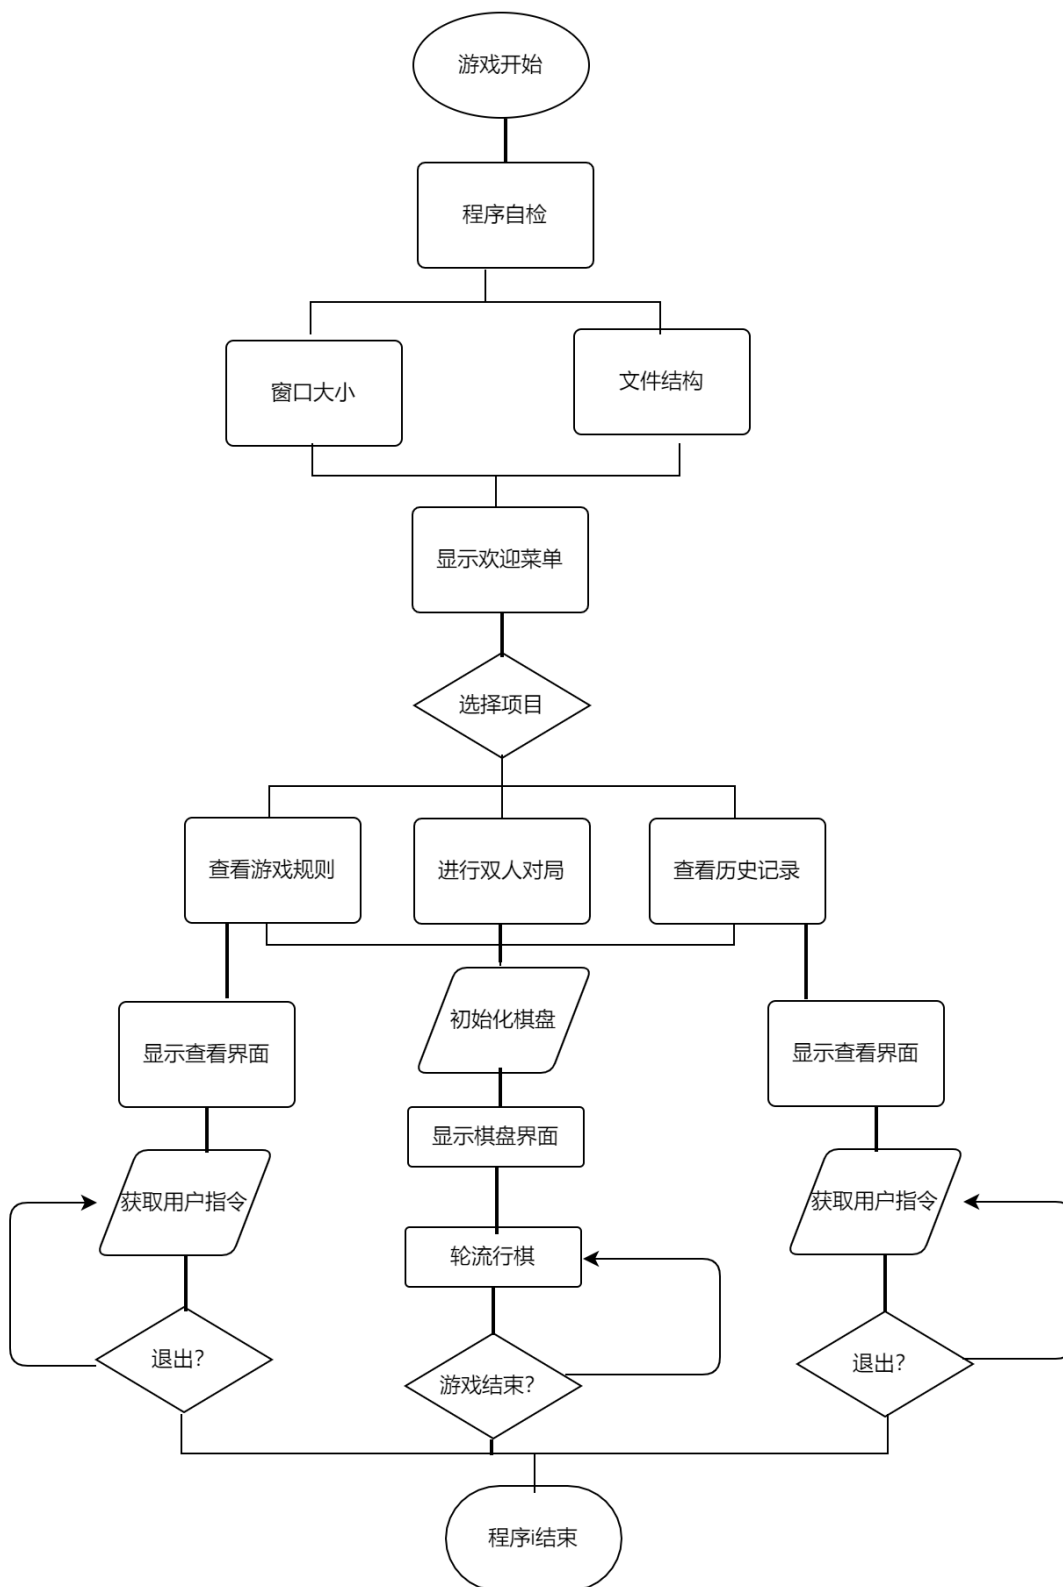 游戏开始
程序自检
窗口大小
文件结构
显示欢迎菜单
选择项目
查看游戏规则
进行双人对局
查看历史记录
初始化棋盘
显示查看界面
显示查看界面
显示棋盘界面
获取用户指令
获取用户指令
轮流行棋
退出?
游戏结束?
退出?
程序i结束